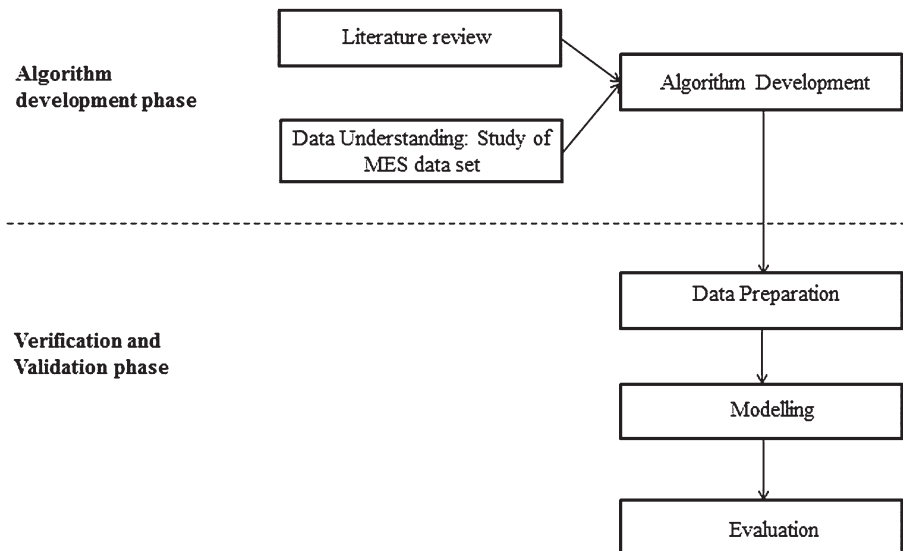 Literature review
Algorithm
development phase
Algorithm Development
Data Understanding: Study of
MES data set
Data Preparation
Verification and
Validation phase
Modelling
Evaluation